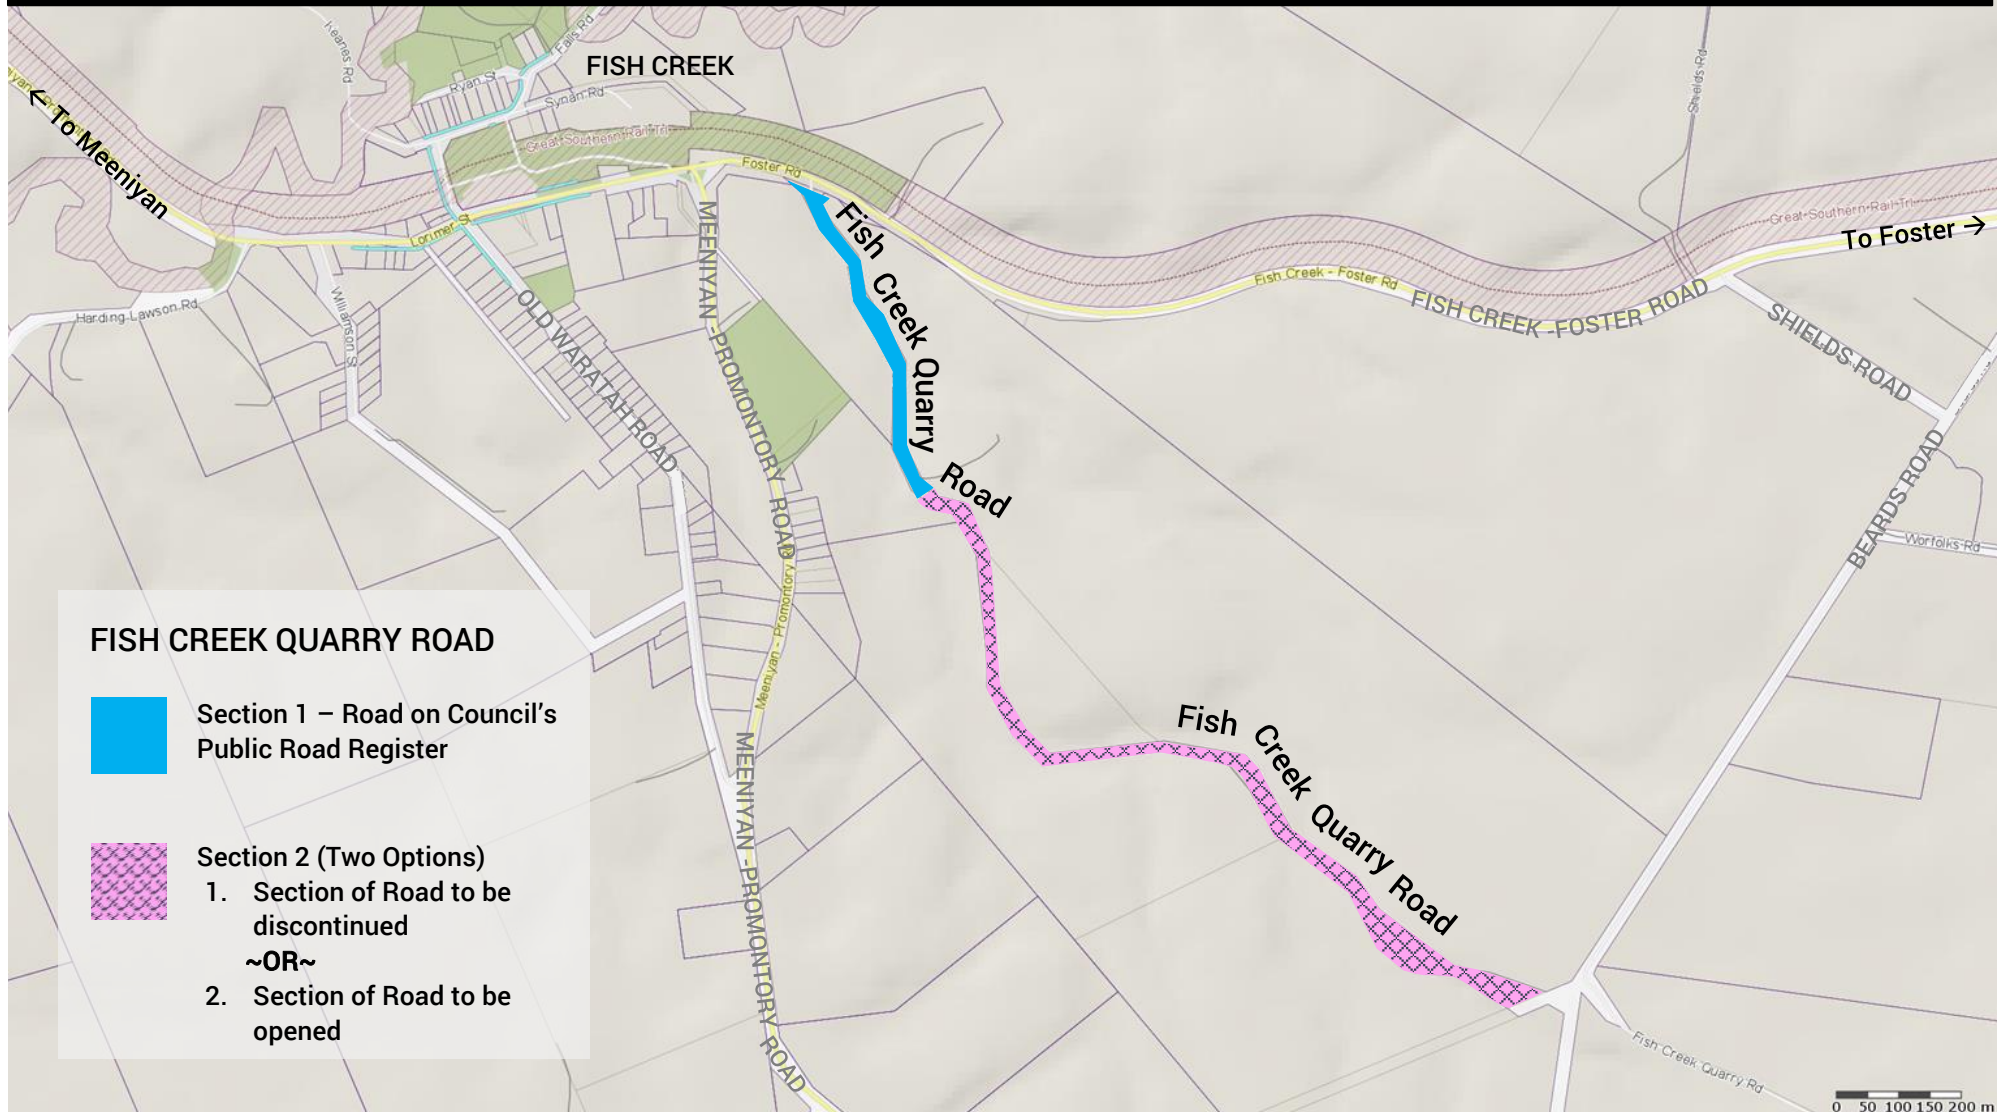 Keanes Rd
Falls Rd
FISH CREEK
Ryan St
Synan Rd
Shields Rd
← To Meeniyan
Great Southern Rail Trl
Foster Rd
Lorimer St
Great Southern Rail Trl
To Foster →
Fish Creek - Foster Rd
FISH CREEK -FOSTER ROAD
SHIELDS ROAD
Harding-Lawson Rd
Williamson St
OLD WARATAH ROAD
MEENIYAN -PROMONTORY ROAD
Fish Creek Quarry Road
BEARDS ROAD
Worfolks Rd
Meeniyan - Promontory Rd
MEENIYAN -PROMONTORY ROAD
Fish Creek Quarry Road
Fish Creek Quarry Rd
FISH CREEK QUARRY ROAD
Section 1 – Road on Council's
Public Road Register
Section 2 (Two Options)
1. Section of Road to be
discontinued
~OR~
2. Section of Road to be
opened
0 50 100 150 200 m